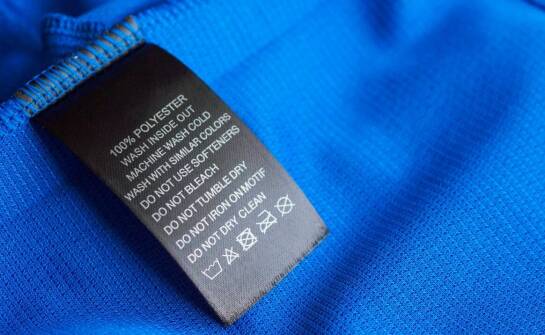 100% POLYESTER
WASH INSIDE OUT
MACHINE WASH COLD
WASH WITH SIMILAR COLORS
DO NOT USE SOFTENERS
DO NOT BLEACH
DO NOT TUMBLE DRY
DO NOT IRON ON MOTIF
DO NOT DRY CLEAN